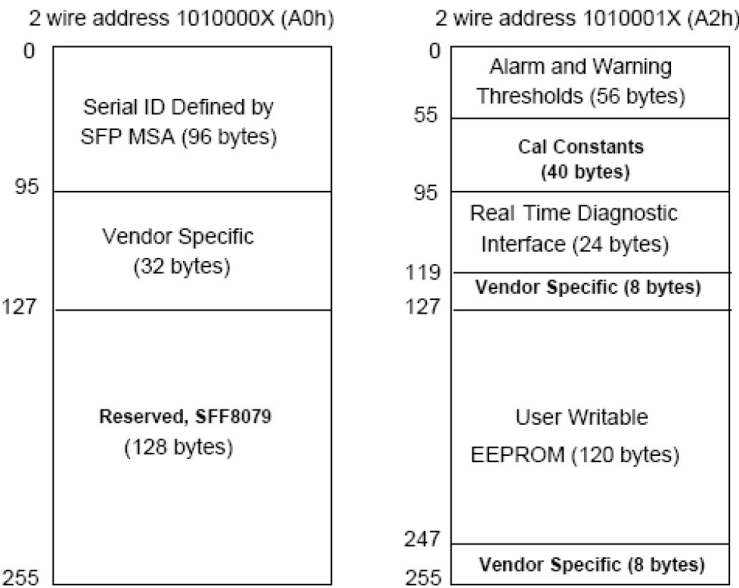 2 wire address 1010000X (A0h)
0
Serial ID Defined by
SFP MSA (96 bytes)
95
Vendor Specific
(32 bytes)
127
Reserved, SFF8079
(128 bytes)
255
2 wire address 1010001X (A2h)
0
Alarm and Warning
Thresholds (56 bytes)
55
Cal Constants
(40 bytes)
95
Real Time Diagnostic
Interface (24 bytes)
119
Vendor Specific (8 bytes)
127
User Writable
EEPROM (120 bytes)
247
Vendor Specific (8 bytes)
255